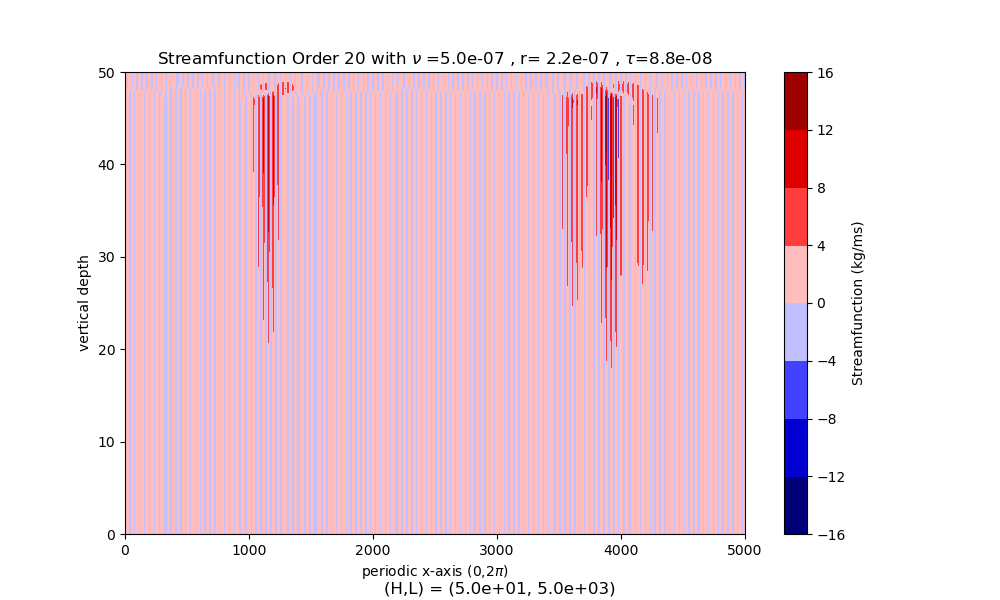 Streamfunction Order 20 with ν =5.0e-07 , r= 2.2e-07 , τ=8.8e-08
50
40
30
20
10
0
vertical depth
0 1000 2000 3000 4000 5000
periodic x-axis (0,2π)
(H,L) = (5.0e+01, 5.0e+03)
16
12
8
4
0
−4
−8
−12
−16
Streamfunction (kg/ms)